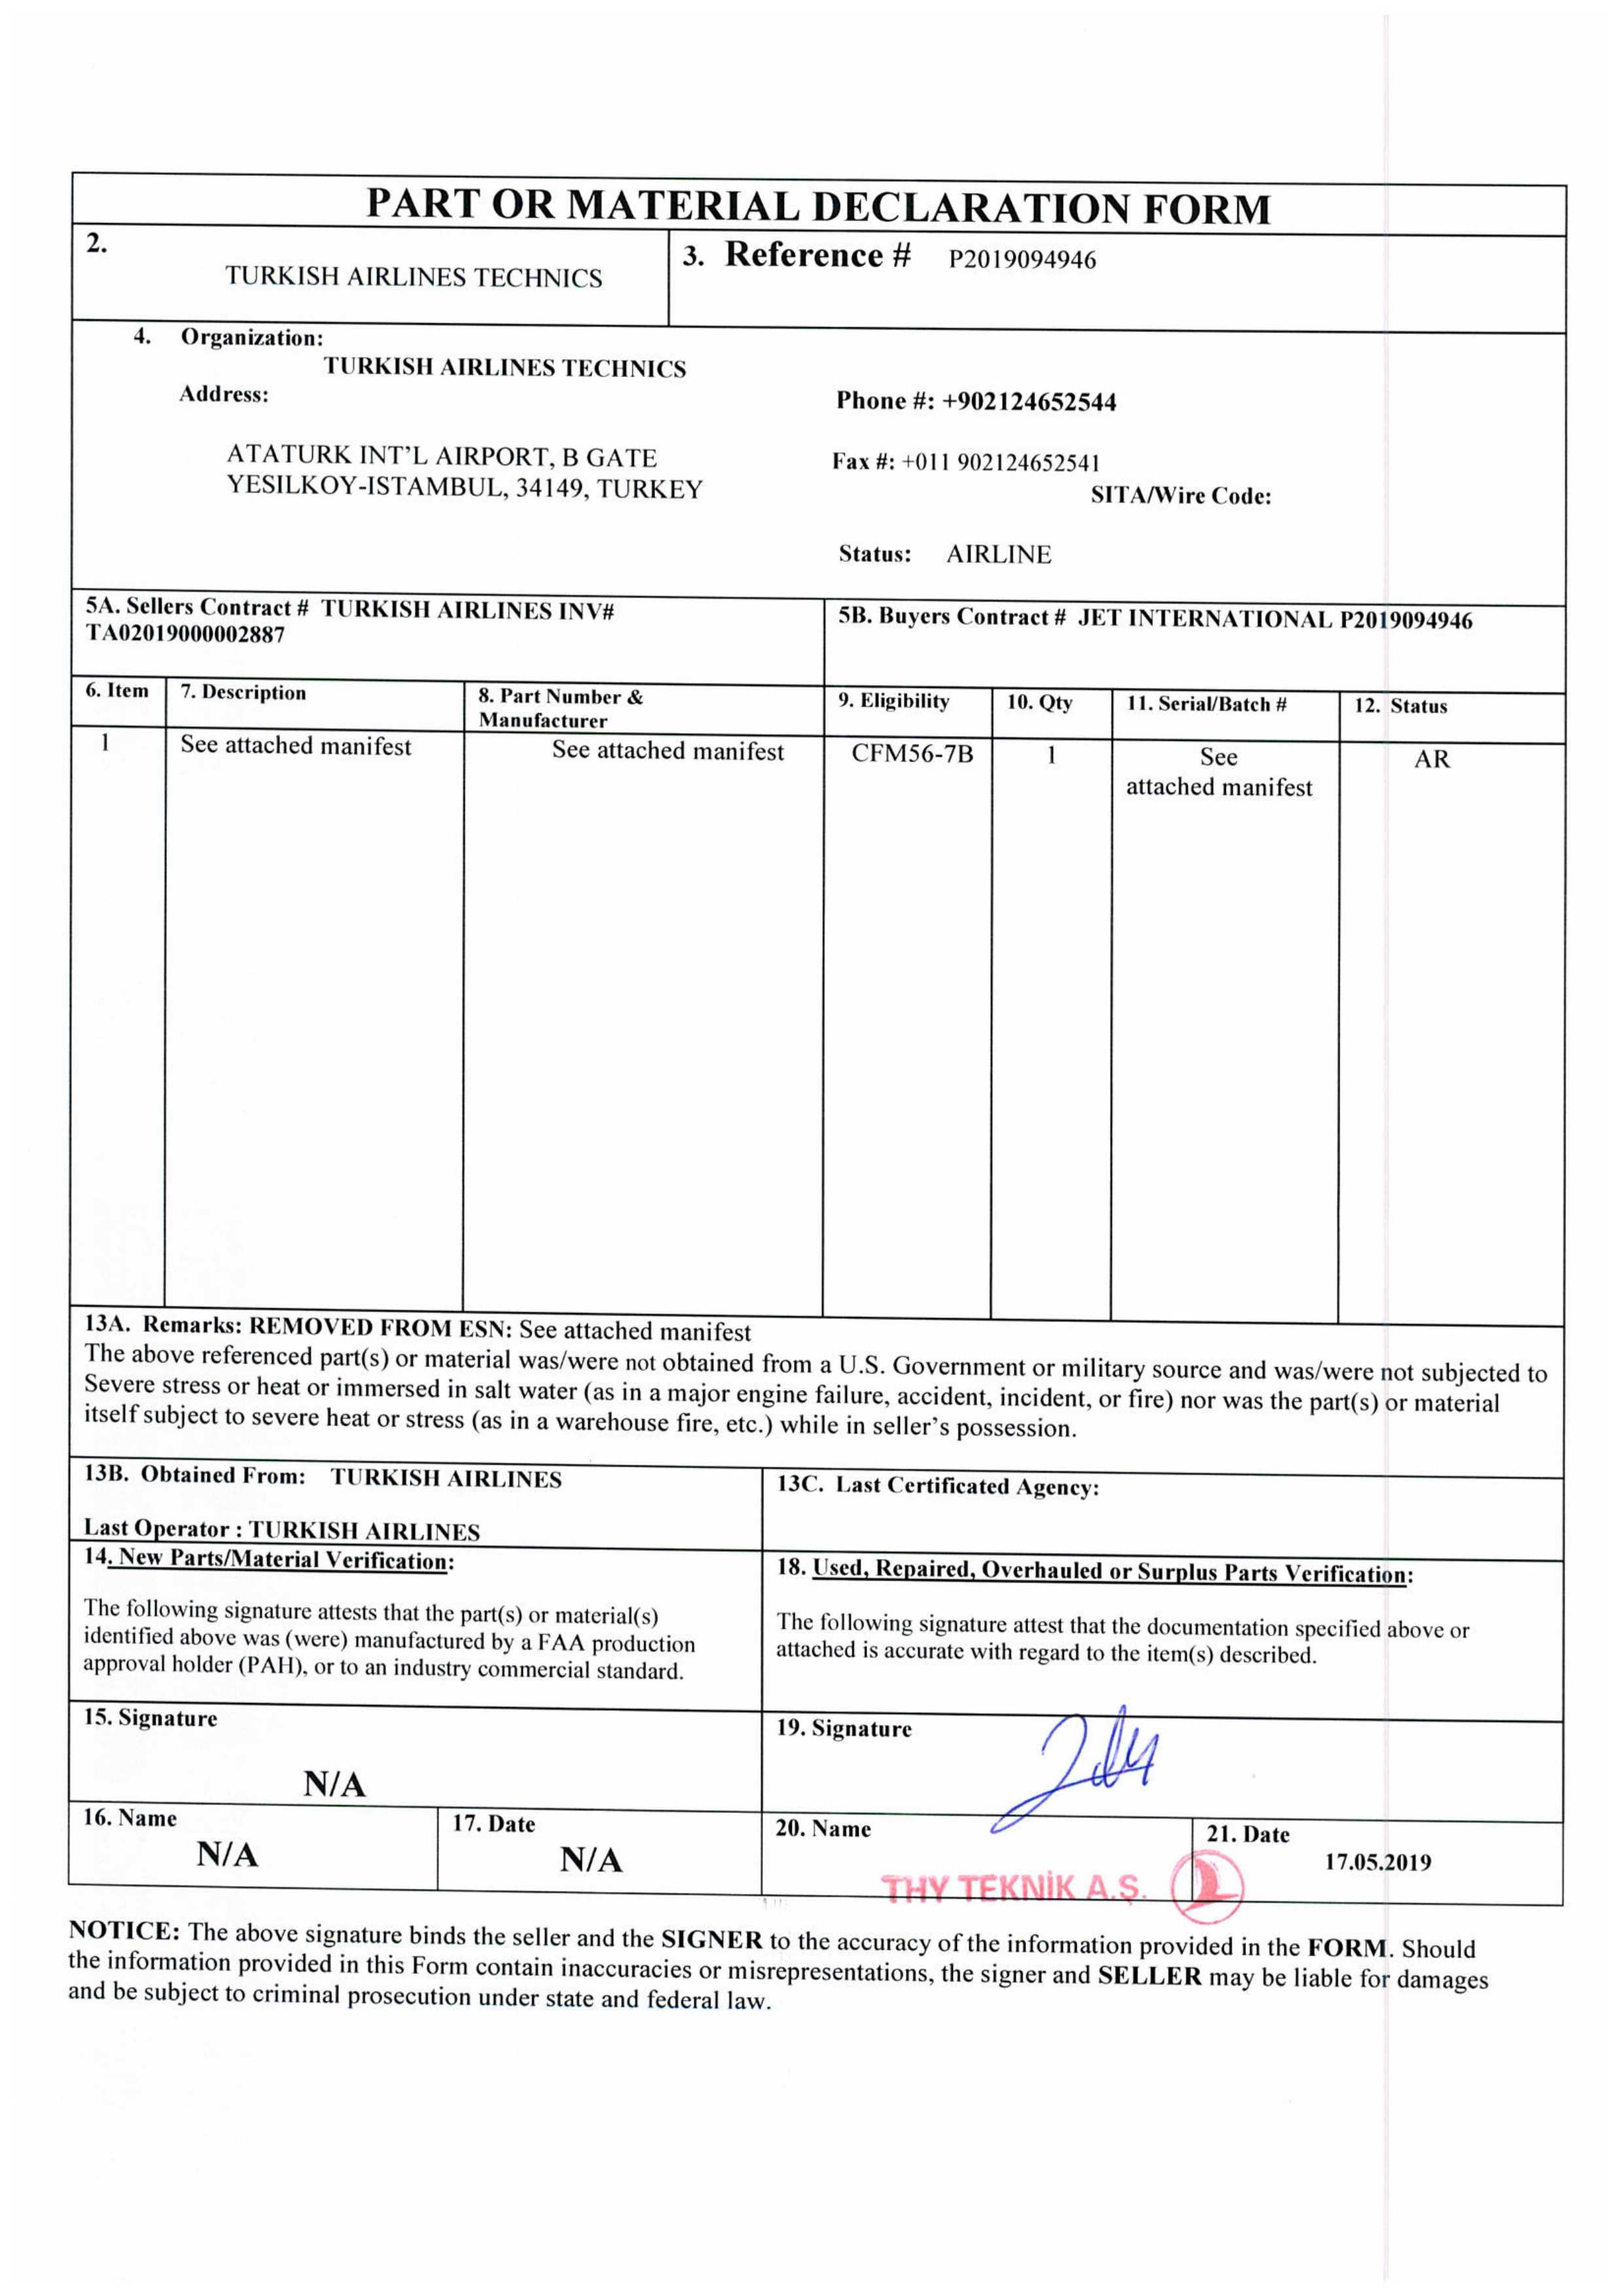 PART OR MATERIAL DECLARATION FORM
2.
TURKISH AIRLINES TECHNICS
3. Reference # P2019094946
4. Organization:
TURKISH AIRLINES TECHNICS
Address:
Phone #: +902124652544
ATATURK INT'L AIRPORT, B GATE
YESILKOY-ISTAMBUL, 34149, TURKEY
Fax #: +011 902124652541
SITA/Wire Code:
Status: AIRLINE
5A. Sellers Contract # TURKISH AIRLINES INV#
TA02019000002887
5B. Buyers Contract # JET INTERNATIONAL P2019094946
6. Item
7. Description
8. Part Number &
Manufacturer
9. Eligibility
10. Qty
11. Serial/Batch #
12. Status
1
See attached manifest
See attached manifest
CFM56-7B
1
See
attached manifest
AR
13A. Remarks: REMOVED FROM ESN: See attached manifest
The above referenced part(s) or material was/were not obtained from a U.S. Government or military source and was/were not subjected to
Severe stress or heat or immersed in salt water (as in a major engine failure, accident, incident, or fire) nor was the part(s) or material
itself subject to severe heat or stress (as in a warehouse fire, etc.) while in seller's possession.
13B. Obtained From: TURKISH AIRLINES
Last Operator : TURKISH AIRLINES
13C. Last Certificated Agency:
14. New Parts/Material Verification:
The following signature attests that the part(s) or material(s)
identified above was (were) manufactured by a FAA production
approval holder (PAH), or to an industry commercial standard.
18. Used, Repaired, Overhauled or Surplus Parts Verification:
The following signature attest that the documentation specified above or
attached is accurate with regard to the item(s) described.
15. Signature
N/A
19. Signature
16. Name
N/A
17. Date
N/A
20. Name
THY TEKNİK A.Ş.
21. Date
17.05.2019
NOTICE: The above signature binds the seller and the SIGNER to the accuracy of the information provided in the FORM. Should
the information provided in this Form contain inaccuracies or misrepresentations, the signer and SELLER may be liable for damages
and be subject to criminal prosecution under state and federal law.